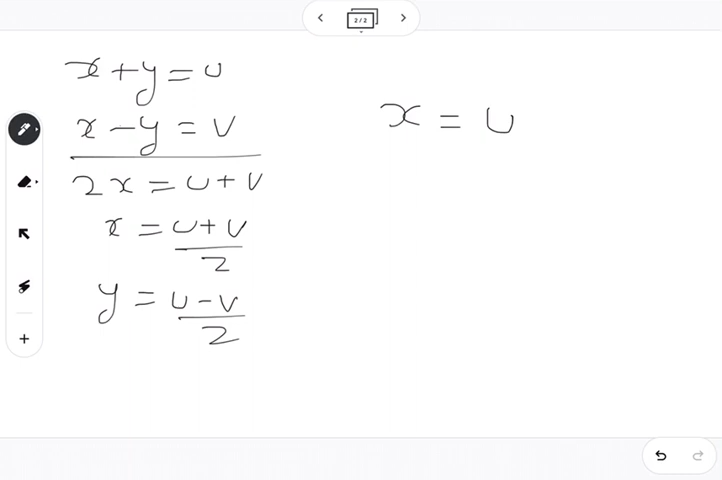 2/2
x + y = u
x - y = v
2x = u + v
x = u + v
2
y = u - v
2
x = u